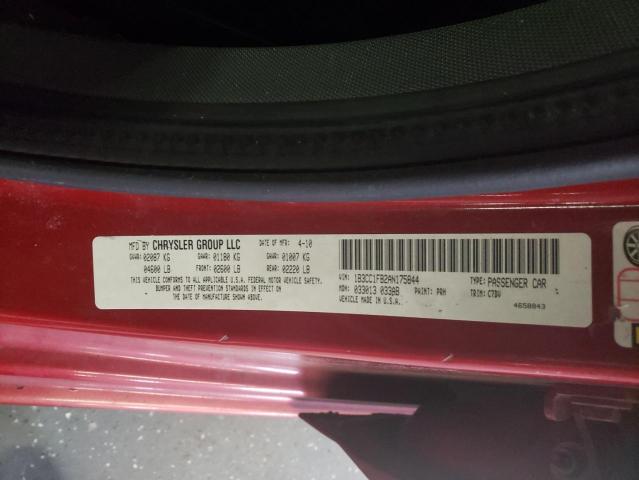 MFD BY CHRYSLER GROUP LLC DATE OF MFR: 4-10
GVWR: 02087 KG GAWR: 01180 KG GAWR: 01007 KG
04600 LB FRONT: 02600 LB REAR: 02220 LB
THIS VEHICLE CONFORMS TO ALL APPLICABLE U.S.A. FEDERAL MOTOR VEHICLE SAFETY,
BUMPER AND THEFT PREVENTION STANDARDS IN EFFECT ON
THE DATE OF MANUFACTURE SHOWN ABOVE.
VIN: 1B3CC1FB2AN175844 TYPE: PASSENGER CAR
MDH: 033013 033AB PAINT: PRH TRIM: C7DV
VEHICLE MADE IN U.S.A. 4658843